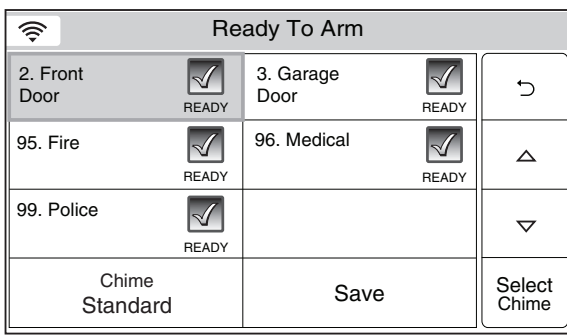 Ready To Arm
2. Front
Door
READY
3. Garage
Door
READY
95. Fire
READY
96. Medical
READY
99. Police
READY
Chime
Standard
Save
Select
Chime